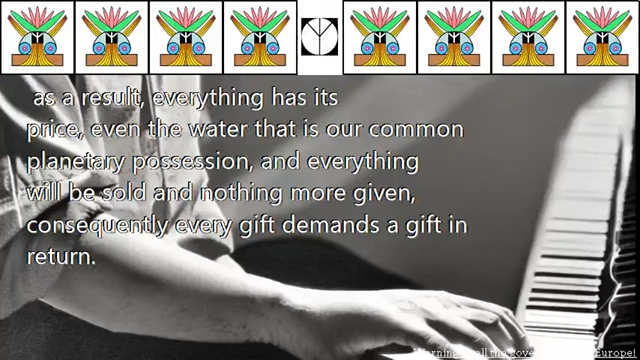 as a result, everything has its
price, even the water that is our common
planetary possession, and everything
will be sold and nothing more given,
consequently every gift demands a gift in
return.
Europe!